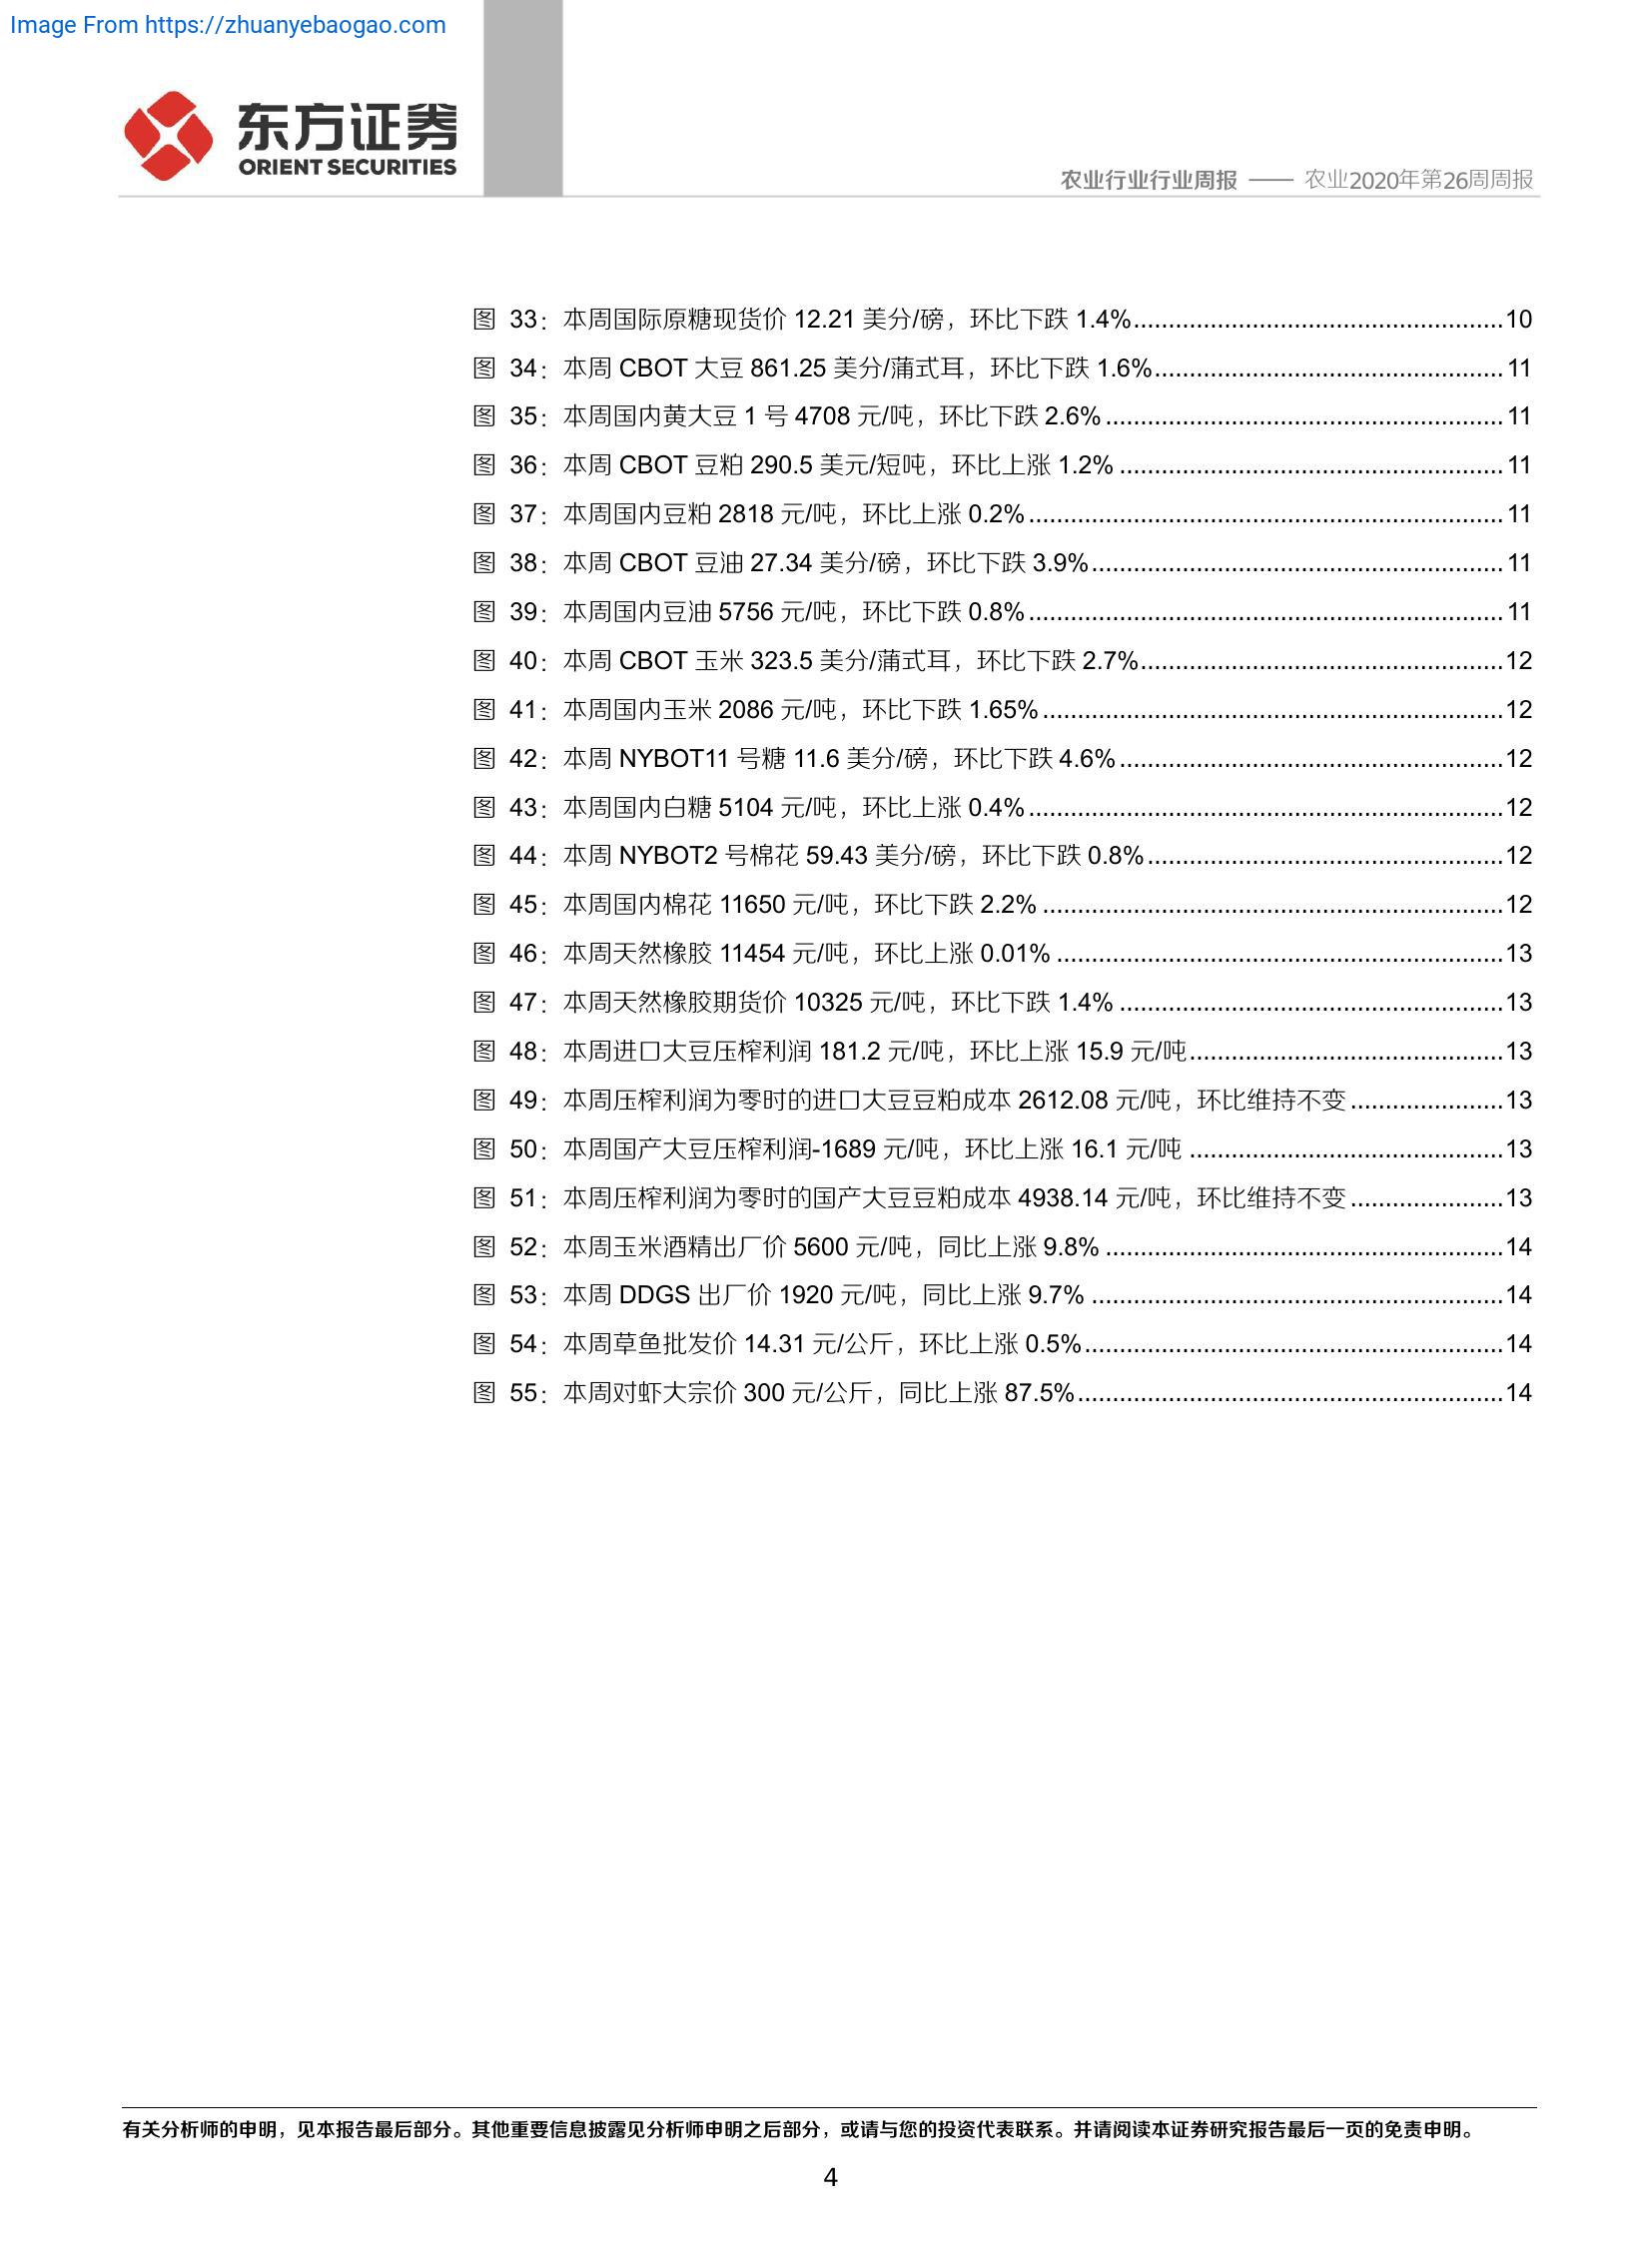 Image From https://zhuanyebaogao.com
东方证券
ORIENT SECURITIES
农业行业行业周报 —— 农业2020年第26周周报
图 33：本周国际原糖现货价 12.21 美分/磅，环比下跌 1.4%....................................................10
图 34：本周 CBOT 大豆 861.25 美分/蒲式耳，环比下跌 1.6%.................................................11
图 35：本周国内黄大豆 1 号 4708 元/吨，环比下跌 2.6%........................................................11
图 36：本周 CBOT 豆粕 290.5 美元/短吨，环比上涨 1.2%......................................................11
图 37：本周国内豆粕 2818 元/吨，环比上涨 0.2%...................................................................11
图 38：本周 CBOT 豆油 27.34 美分/磅，环比下跌 3.9%..........................................................11
图 39：本周国内豆油 5756 元/吨，环比下跌 0.8%...................................................................11
图 40：本周 CBOT 玉米 323.5 美分/蒲式耳，环比下跌 2.7%...................................................12
图 41：本周国内玉米 2086 元/吨，环比下跌 1.65%.................................................................12
图 42：本周 NYBOT11 号糖 11.6 美分/磅，环比下跌 4.6%......................................................12
图 43：本周国内白糖 5104 元/吨，环比上涨 0.4%...................................................................12
图 44：本周 NYBOT2 号棉花 59.43 美分/磅，环比下跌 0.8%..................................................12
图 45：本周国内棉花 11650 元/吨，环比下跌 2.2%.................................................................12
图 46：本周天然橡胶 11454 元/吨，环比上涨 0.01%...............................................................13
图 47：本周天然橡胶期货价 10325 元/吨，环比下跌 1.4%......................................................13
图 48：本周进口大豆压榨利润 181.2 元/吨，环比上涨 15.9 元/吨............................................13
图 49：本周压榨利润为零时的进口大豆豆粕成本 2612.08 元/吨，环比维持不变......................13
图 50：本周国产大豆压榨利润-1689 元/吨，环比上涨 16.1 元/吨............................................13
图 51：本周压榨利润为零时的国产大豆豆粕成本 4938.14 元/吨，环比维持不变......................13
图 52：本周玉米酒精出厂价 5600 元/吨，同比上涨 9.8%........................................................14
图 53：本周 DDGS 出厂价 1920 元/吨，同比上涨 9.7%..........................................................14
图 54：本周草鱼批发价 14.31 元/公斤，环比上涨 0.5%...........................................................14
图 55：本周对虾大宗价 300 元/公斤，同比上涨 87.5%............................................................14
有关分析师的申明，见本报告最后部分。其他重要信息披露见分析师申明之后部分，或请与您的投资代表联系。并请阅读本证券研究报告最后一页的免责申明。
4